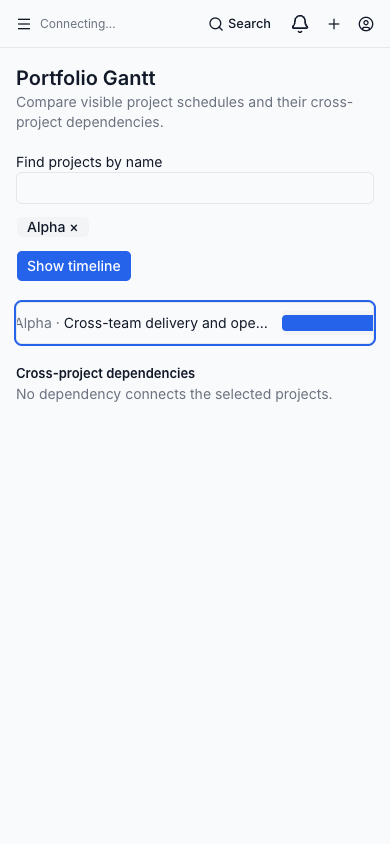 Connecting...
Search
Portfolio Gantt
Compare visible project schedules and their cross-
project dependencies.
Find projects by name
Alpha ×
Show timeline
Alpha · Cross-team delivery and ope...
Cross-project dependencies
No dependency connects the selected projects.